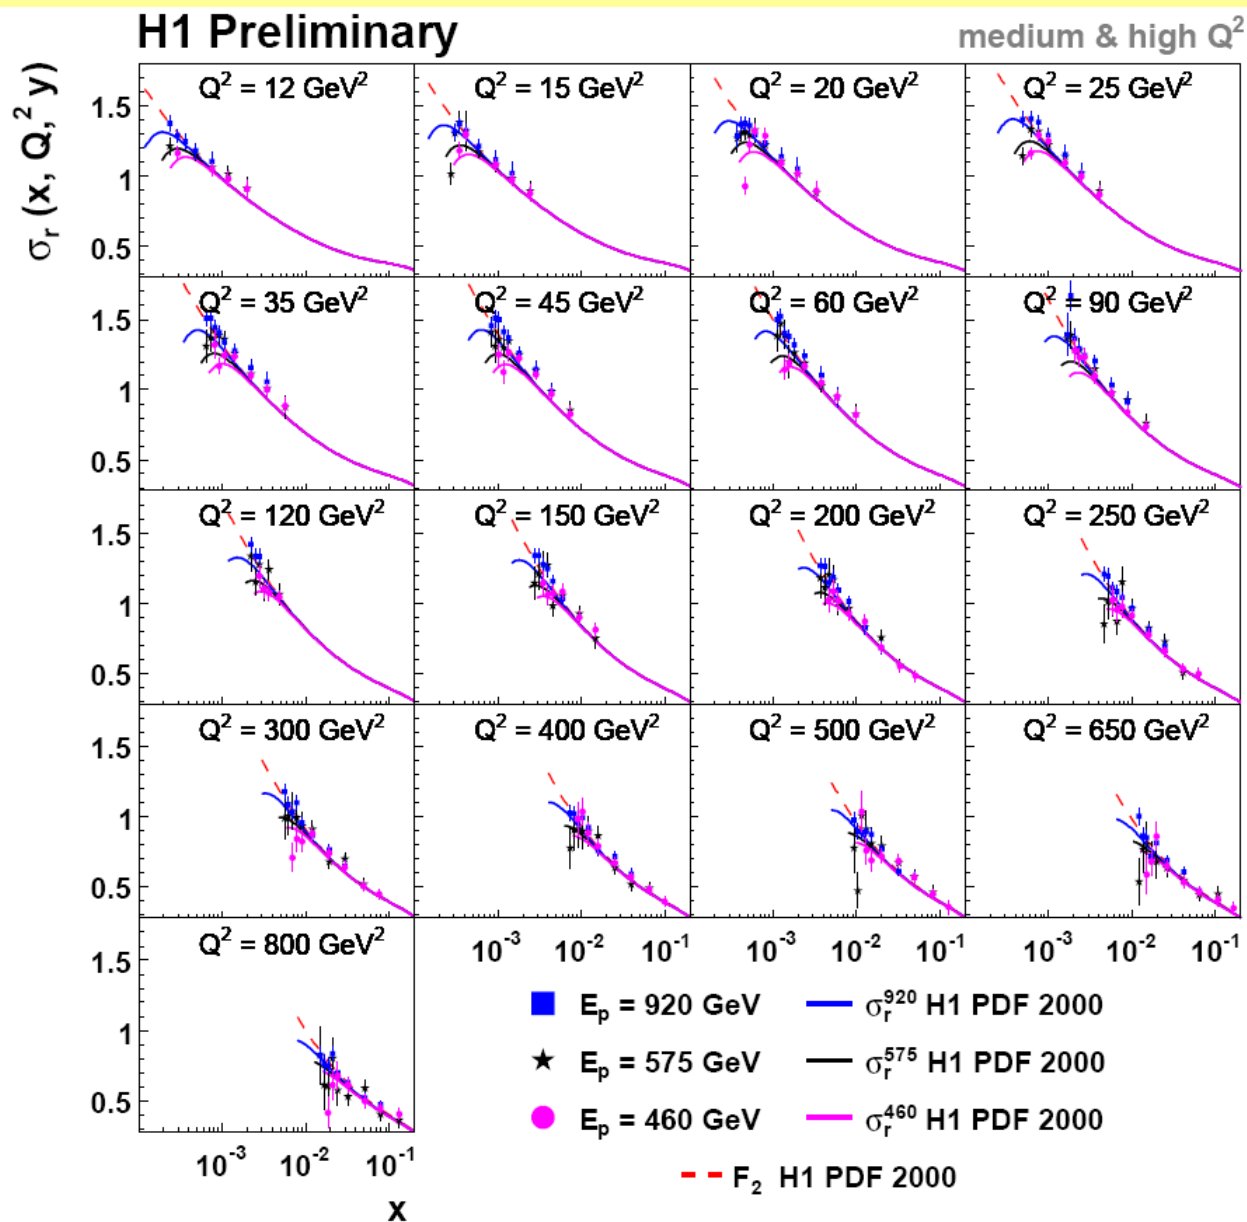 H1 Preliminary
medium & high Q²
σr (x, Q,² y)
Q² = 12 GeV²
Q² = 15 GeV²
Q² = 20 GeV²
Q² = 25 GeV²
1.5
1
0.5
Q² = 35 GeV²
Q² = 45 GeV²
Q² = 60 GeV²
Q² = 90 GeV²
1.5
1
0.5
Q² = 120 GeV²
Q² = 150 GeV²
Q² = 200 GeV²
Q² = 250 GeV²
1.5
1
0.5
Q² = 300 GeV²
Q² = 400 GeV²
Q² = 500 GeV²
Q² = 650 GeV²
1.5
1
0.5
Q² = 800 GeV²
10⁻³ 10⁻² 10⁻¹
10⁻³ 10⁻² 10⁻¹
10⁻³ 10⁻² 10⁻¹
1.5
1
0.5
10⁻³ 10⁻² 10⁻¹
x
Eₚ = 920 GeV
σr⁹²⁰ H1 PDF 2000
Eₚ = 575 GeV
σr⁵⁷⁵ H1 PDF 2000
Eₚ = 460 GeV
σr⁴⁶⁰ H1 PDF 2000
F₂ H1 PDF 2000